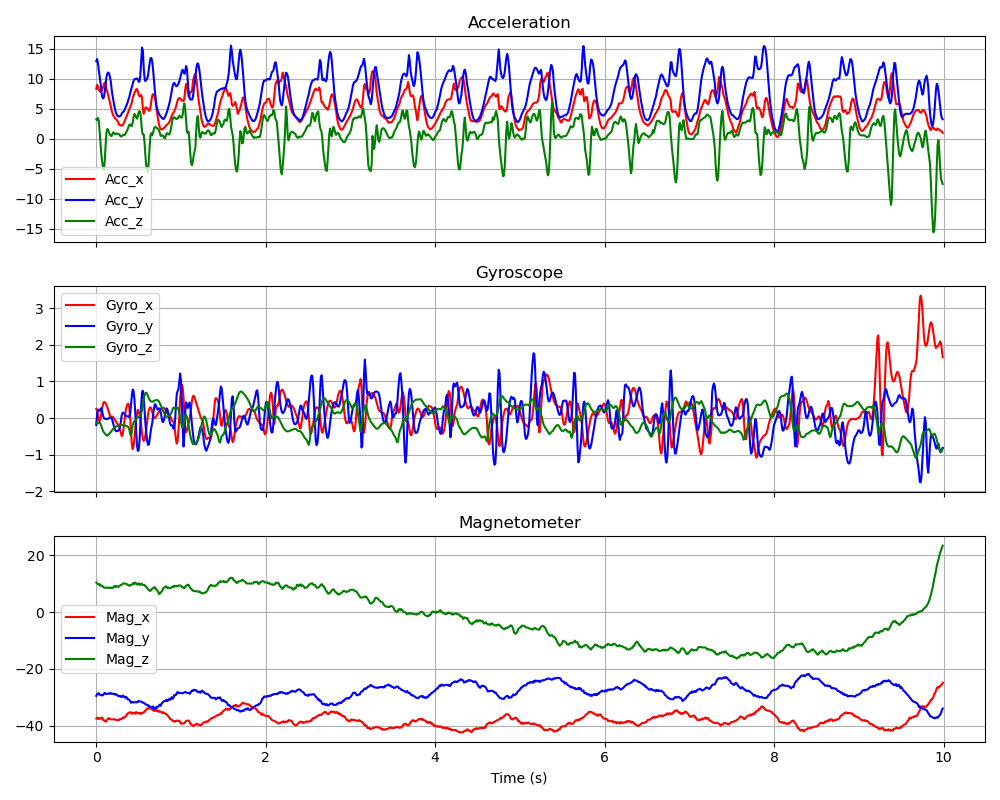 Acceleration
15
10
5
0
−5
−10
−15
Acc_x
Acc_y
Acc_z
Gyroscope
3
2
1
0
−1
−2
Gyro_x
Gyro_y
Gyro_z
Magnetometer
20
0
−20
−40
Mag_x
Mag_y
Mag_z
0 2 4 6 8 10
Time (s)